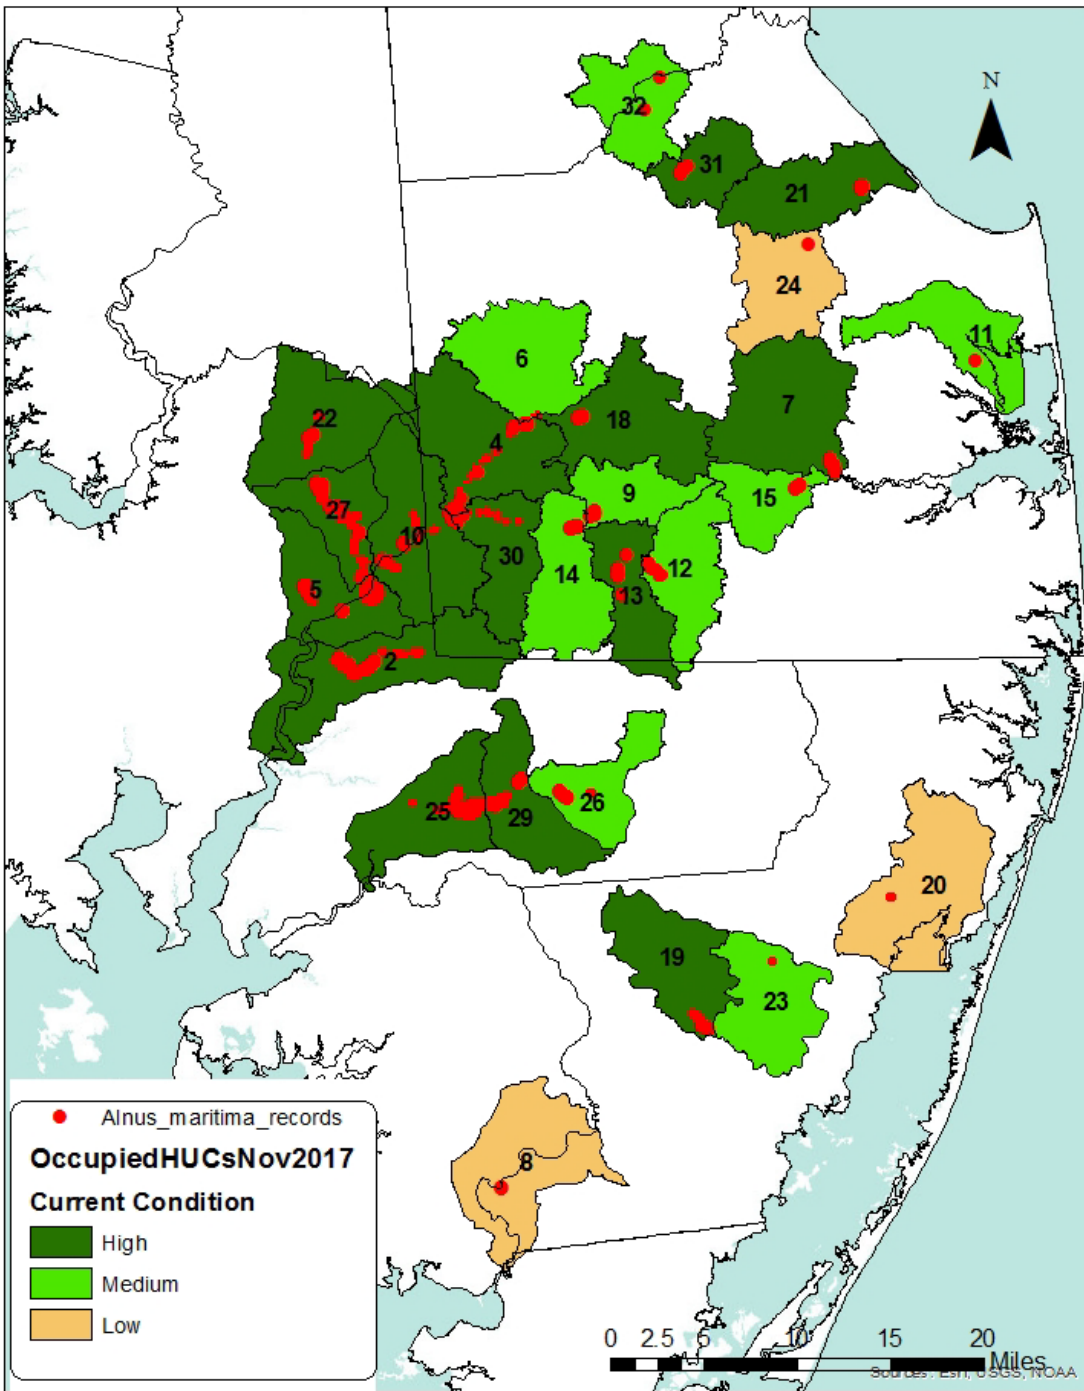 N
32
31
21
24
11
6
7
22
4
18
9
15
27
10
30
14
12
5
13
2
25
29
26
20
19
23
8
Alnus_maritima_records
OccupiedHUCsNov2017
Current Condition
High
Medium
Low
0 2.5 5 10 15 20
Miles
Sources: Esri, USGS, NOAA